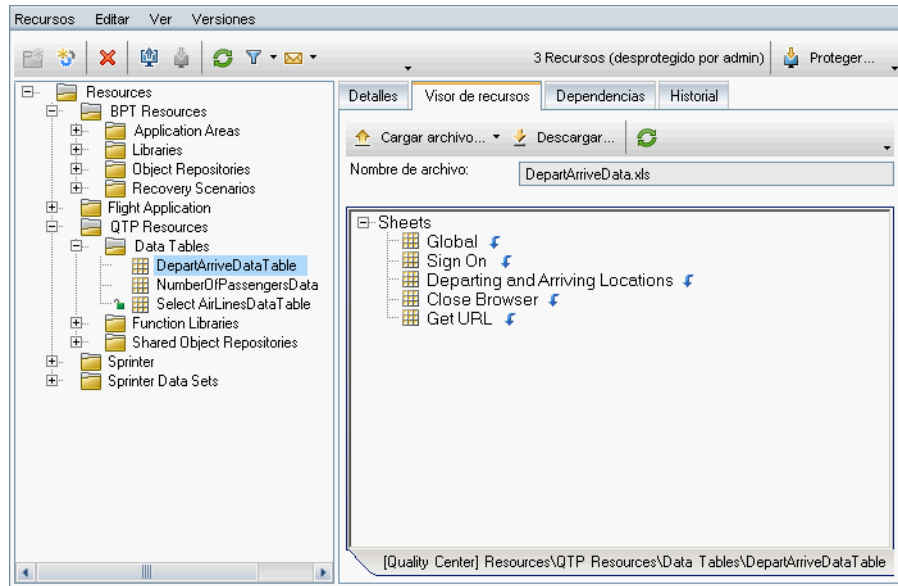 Recursos Editar Ver Versiones
3 Recursos (desprotegido por admin) Proteger...
Resources
BPT Resources
Application Areas
Libraries
Object Repositories
Recovery Scenarios
Flight Application
QTP Resources
Data Tables
DepartArriveDataTable
NumberOfPassengersData
Select AirLinesDataTable
Function Libraries
Shared Object Repositories
Sprinter
Sprinter Data Sets
Detalles Visor de recursos Dependencias Historial
Cargar archivo... Descargar...
Nombre de archivo: DepartArriveData.xls
Sheets
Global
Sign On
Departing and Arriving Locations
Close Browser
Get URL
[Quality Center] Resources\QTP Resources\Data Tables\DepartArriveDataTable